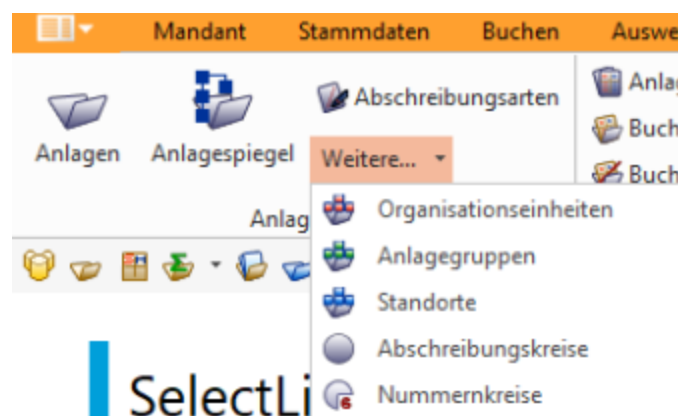 Mandant Stammdaten Buchen
Abschreibungsarten
Anlagen Anlagespiegel Weitere...
Organisationseinheiten
Anlagegruppen
Standorte
Abschreibungskreise
Nummernkreise